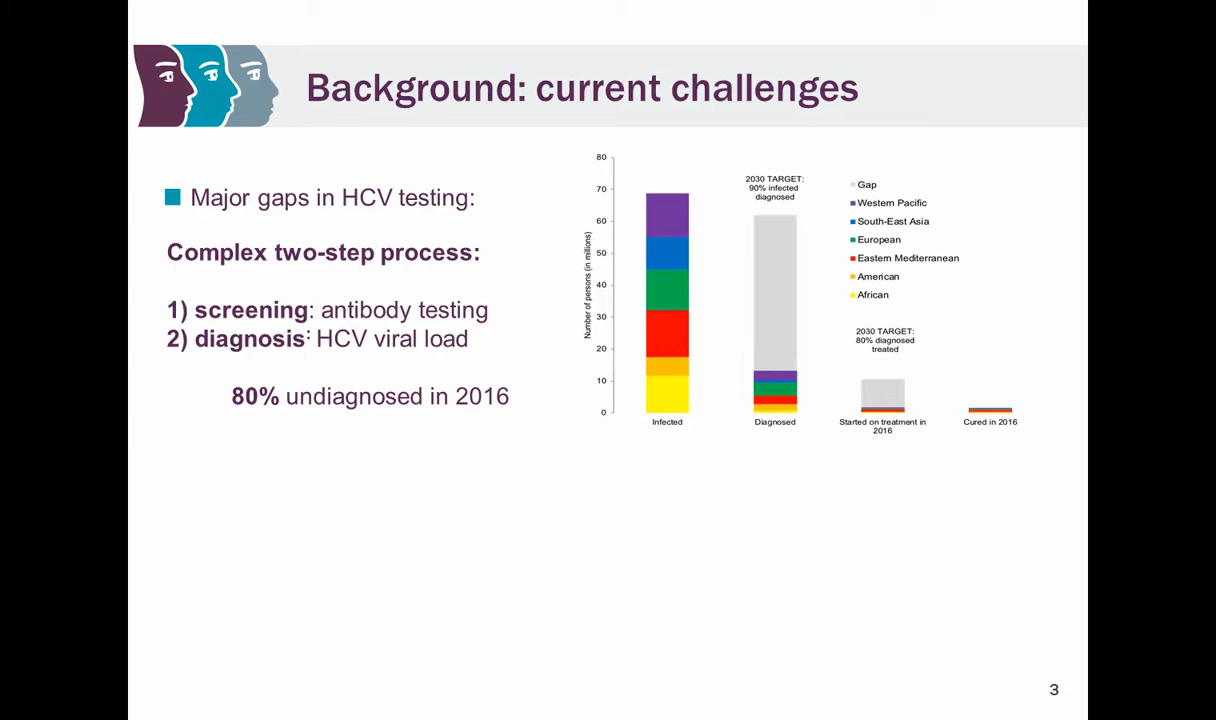 Background: current challenges
Major gaps in HCV testing:
Complex two-step process:
1) screening: antibody testing
2) diagnosis: HCV viral load
80% undiagnosed in 2016
80
70
60
50
40
30
20
10
0
Number of persons (in millions)
2030 TARGET:
90% infected
diagnosed
2030 TARGET:
80% diagnosed
treated
Gap
Western Pacific
South-East Asia
European
Eastern Mediterranean
American
African
Infected
Diagnosed
Started on treatment in
2016
Cured in 2016
3